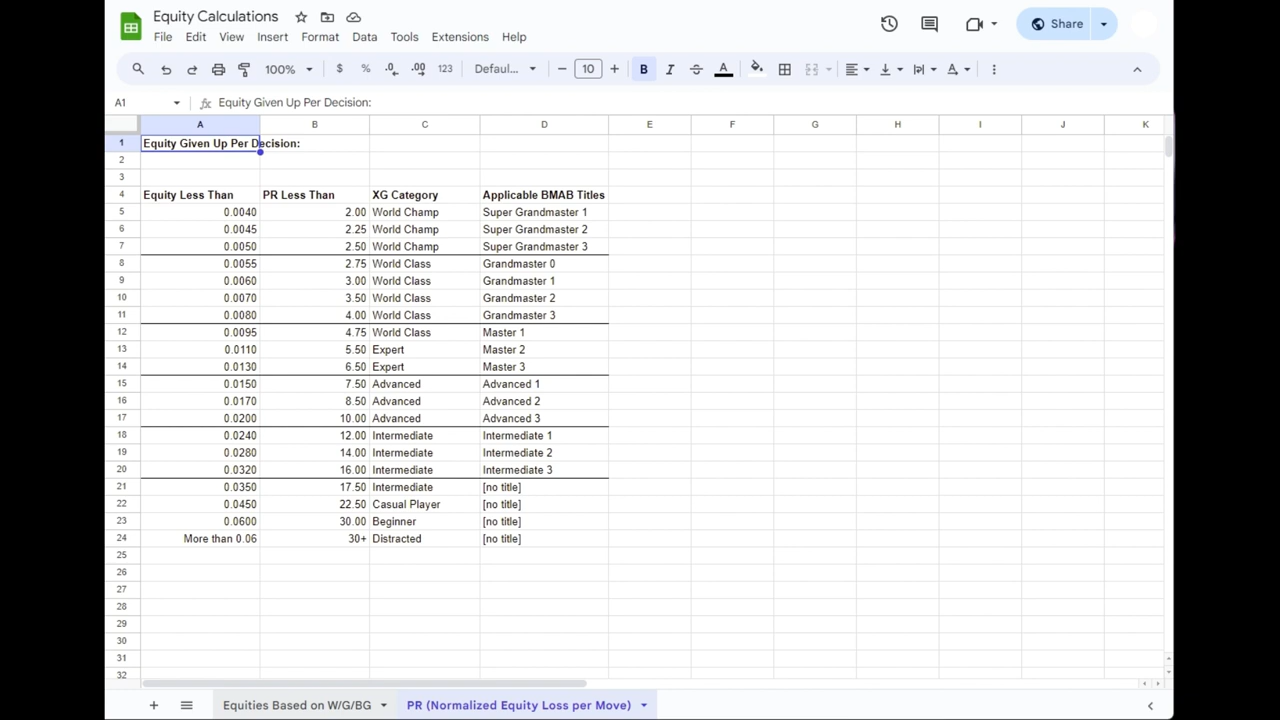 Equity Calculations
File Edit View Insert Format Data Tools Extensions Help
Share
100% $ % .0 .00 123 Defaul... 10 B I S A
A1 fx Equity Given Up Per Decision:
A B C D E F G H I J K
1 Equity Given Up Per Decision:
2
3
4 Equity Less Than PR Less Than XG Category Applicable BMAB Titles
5 0.0040 2.00 World Champ Super Grandmaster 1
6 0.0045 2.25 World Champ Super Grandmaster 2
7 0.0050 2.50 World Champ Super Grandmaster 3
8 0.0055 2.75 World Class Grandmaster 0
9 0.0060 3.00 World Class Grandmaster 1
10 0.0070 3.50 World Class Grandmaster 2
11 0.0080 4.00 World Class Grandmaster 3
12 0.0095 4.75 World Class Master 1
13 0.0110 5.50 Expert Master 2
14 0.0130 6.50 Expert Master 3
15 0.0150 7.50 Advanced Advanced 1
16 0.0170 8.50 Advanced Advanced 2
17 0.0200 10.00 Advanced Advanced 3
18 0.0240 12.00 Intermediate Intermediate 1
19 0.0280 14.00 Intermediate Intermediate 2
20 0.0320 16.00 Intermediate Intermediate 3
21 0.0350 17.50 Intermediate [no title]
22 0.0450 22.50 Casual Player [no title]
23 0.0600 30.00 Beginner [no title]
24 More than 0.06 30+ Distracted [no title]
25
26
27
28
29
30
31
32
Equities Based on W/G/BG PR (Normalized Equity Loss per Move)